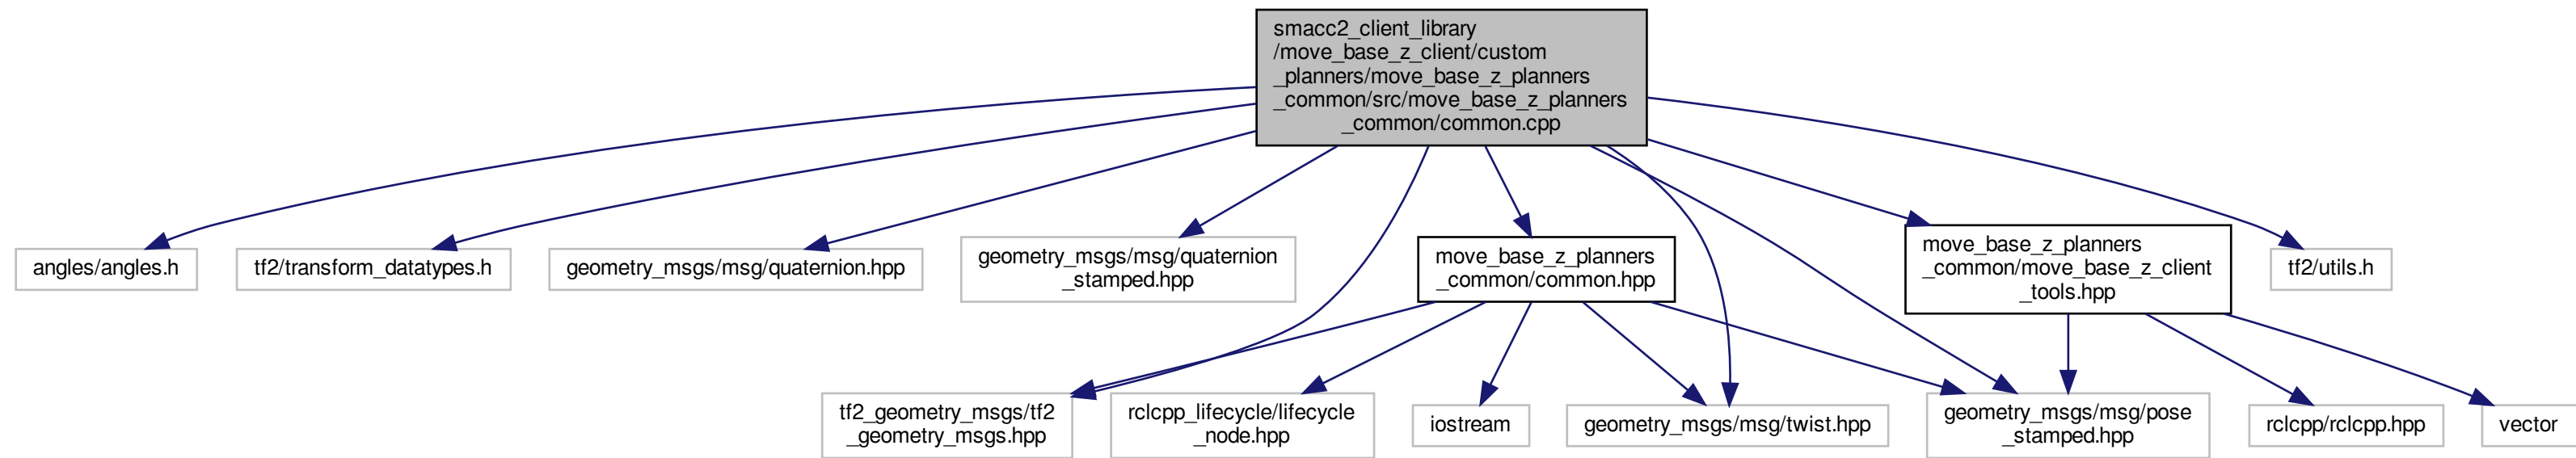 smacc2_client_library
/move_base_z_client/custom
_planners/move_base_z_planners
_common/src/move_base_z_planners
_common/common.cpp
angles/angles.h
tf2/transform_datatypes.h
geometry_msgs/msg/quaternion.hpp
geometry_msgs/msg/quaternion
_stamped.hpp
move_base_z_planners
_common/common.hpp
move_base_z_planners
_common/move_base_z_client
_tools.hpp
tf2/utils.h
tf2_geometry_msgs/tf2
_geometry_msgs.hpp
rclcpp_lifecycle/lifecycle
_node.hpp
iostream
geometry_msgs/msg/twist.hpp
geometry_msgs/msg/pose
_stamped.hpp
rclcpp/rclcpp.hpp
vector